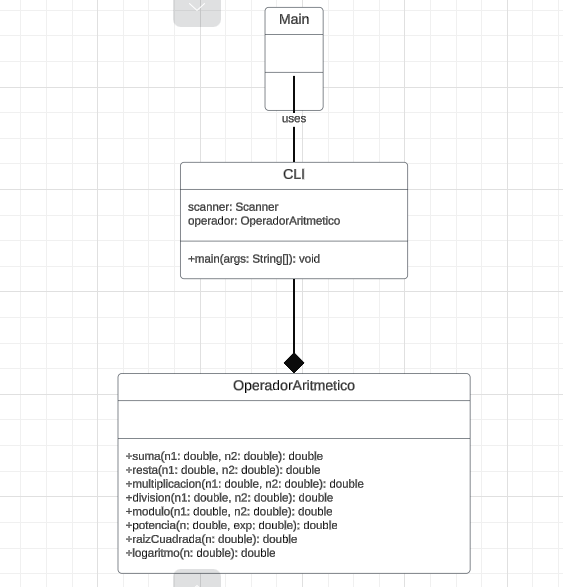 Main
uses
CLI
scanner: Scanner
operador: OperadorAritmetico
+main(args: String[]): void
OperadorAritmetico
+suma(n1: double, n2: double): double
+resta(n1: double, n2: double): double
+multiplicacion(n1: double, n2: double): double
+division(n1: double, n2: double): double
+modulo(n1: double, n2: double): double
+potencia(n: double, exp: double): double
+raizCuadrada(n: double): double
+logaritmo(n: double): double